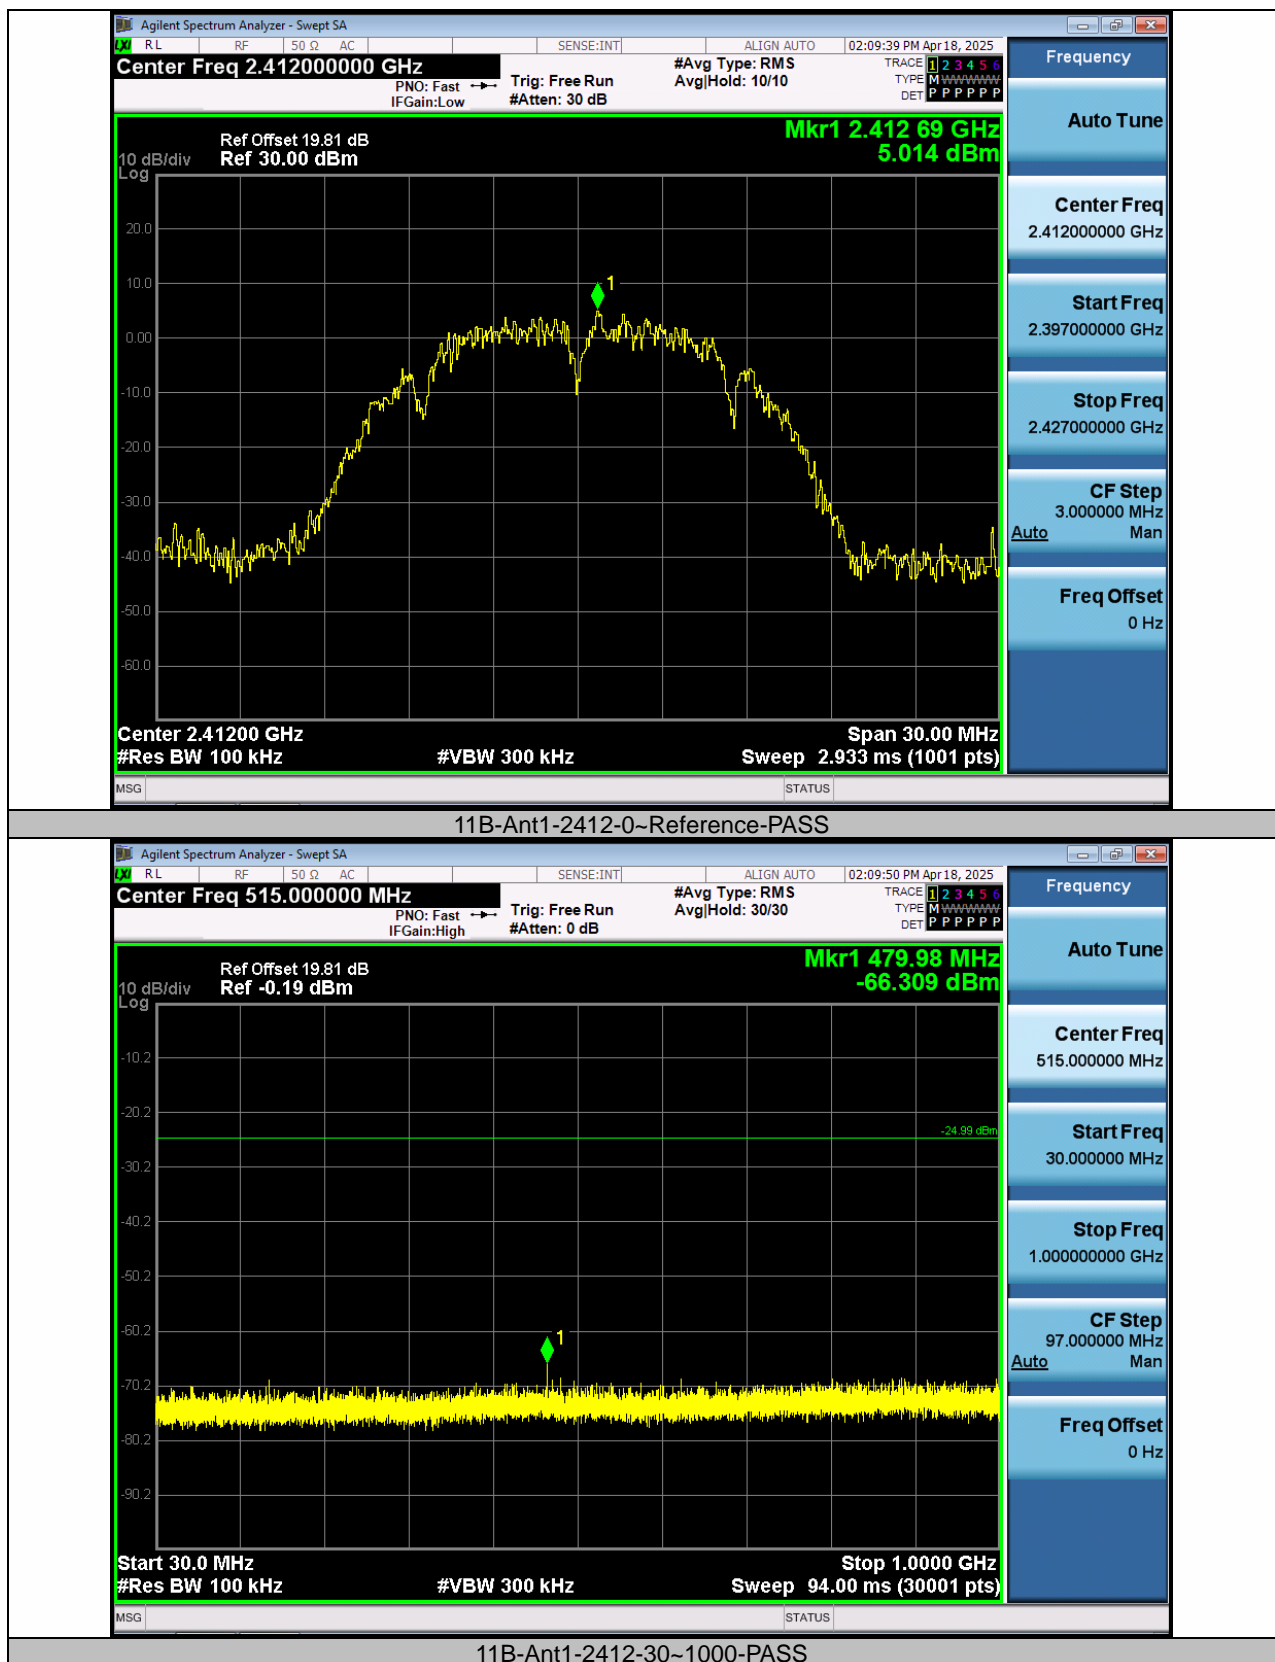 Agilent Spectrum Analyzer - Swept SA
LXI RL RF 50 Ω AC SENSE:INT ALIGN AUTO 02:09:39 PM Apr 18, 2025
Center Freq 2.412000000 GHz
PNO: Fast
IFGain:Low
Trig: Free Run
#Atten: 30 dB
#Avg Type: RMS
Avg|Hold: 10/10
TRACE 1 2 3 4 5 6
TYPE M WWWWW
DET P P P P P P
Frequency
Auto Tune
Mkr1 2.412 69 GHz
5.014 dBm
Ref Offset 19.81 dB
10 dB/div Ref 30.00 dBm
Log
20.0
10.0
0.00
-10.0
-20.0
-30.0
-40.0
-50.0
-60.0
1
Center Freq
2.412000000 GHz
Start Freq
2.397000000 GHz
Stop Freq
2.427000000 GHz
CF Step
3.000000 MHz
Auto Man
Freq Offset
0 Hz
Center 2.41200 GHz Span 30.00 MHz
#Res BW 100 kHz #VBW 300 kHz Sweep 2.933 ms (1001 pts)
MSG STATUS
11B-Ant1-2412-0~Reference-PASS
Agilent Spectrum Analyzer - Swept SA
LXI RL RF 50 Ω AC SENSE:INT ALIGN AUTO 02:09:50 PM Apr 18, 2025
Center Freq 515.000000 MHz
PNO: Fast
IFGain:High
Trig: Free Run
#Atten: 0 dB
#Avg Type: RMS
Avg|Hold: 30/30
TRACE 1 2 3 4 5 6
TYPE M WWWWW
DET P P P P P P
Frequency
Auto Tune
Mkr1 479.98 MHz
-66.309 dBm
Ref Offset 19.81 dB
10 dB/div Ref -0.19 dBm
Log
-10.2
-20.2
-24.99 dBm
-30.2
-40.2
-50.2
-60.2
-70.2
-80.2
-90.2
1
Center Freq
515.000000 MHz
Start Freq
30.000000 MHz
Stop Freq
1.000000000 GHz
CF Step
97.000000 MHz
Auto Man
Freq Offset
0 Hz
Start 30.0 MHz Stop 1.0000 GHz
#Res BW 100 kHz #VBW 300 kHz Sweep 94.00 ms (30001 pts)
MSG STATUS
11B-Ant1-2412-30~1000-PASS